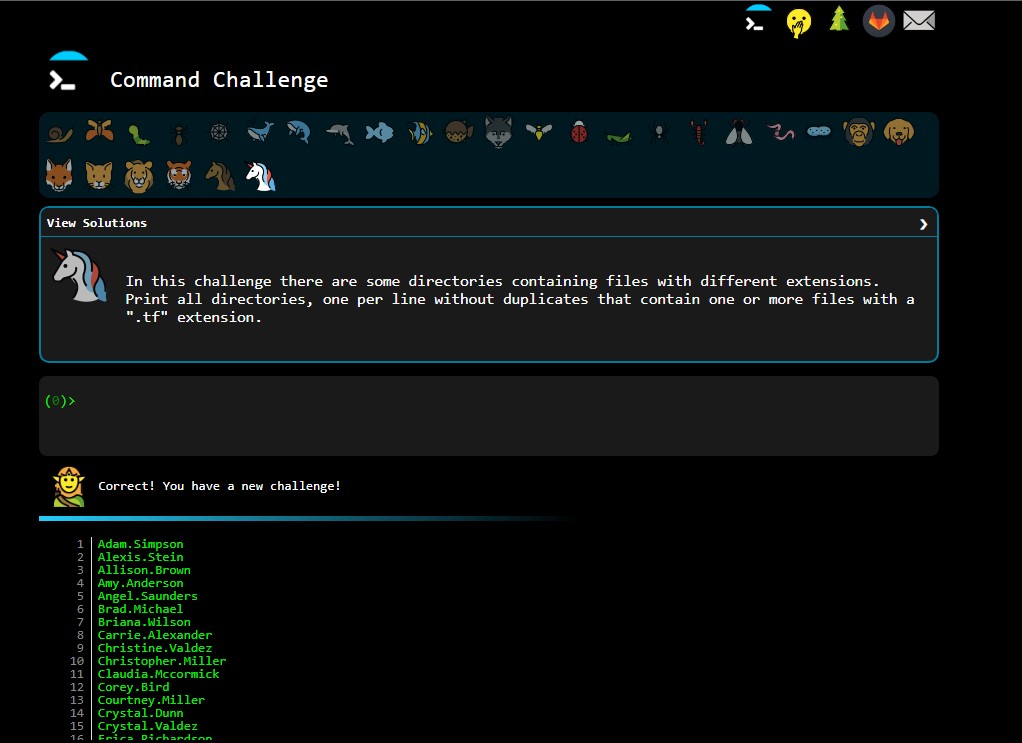 Command Challenge
View Solutions
In this challenge there are some directories containing files with different extensions.
Print all directories, one per line without duplicates that contain one or more files with a
".tf" extension.
(0)>
Correct! You have a new challenge!
1 Adam.Simpson
2 Alexis.Stein
3 Allison.Brown
4 Amy.Anderson
5 Angel.Saunders
6 Brad.Michael
7 Briana.Wilson
8 Carrie.Alexander
9 Christine.Valdez
10 Christopher.Miller
11 Claudia.Mccormick
12 Corey.Bird
13 Courtney.Miller
14 Crystal.Dunn
15 Crystal.Valdez
16 Erica.Richardson